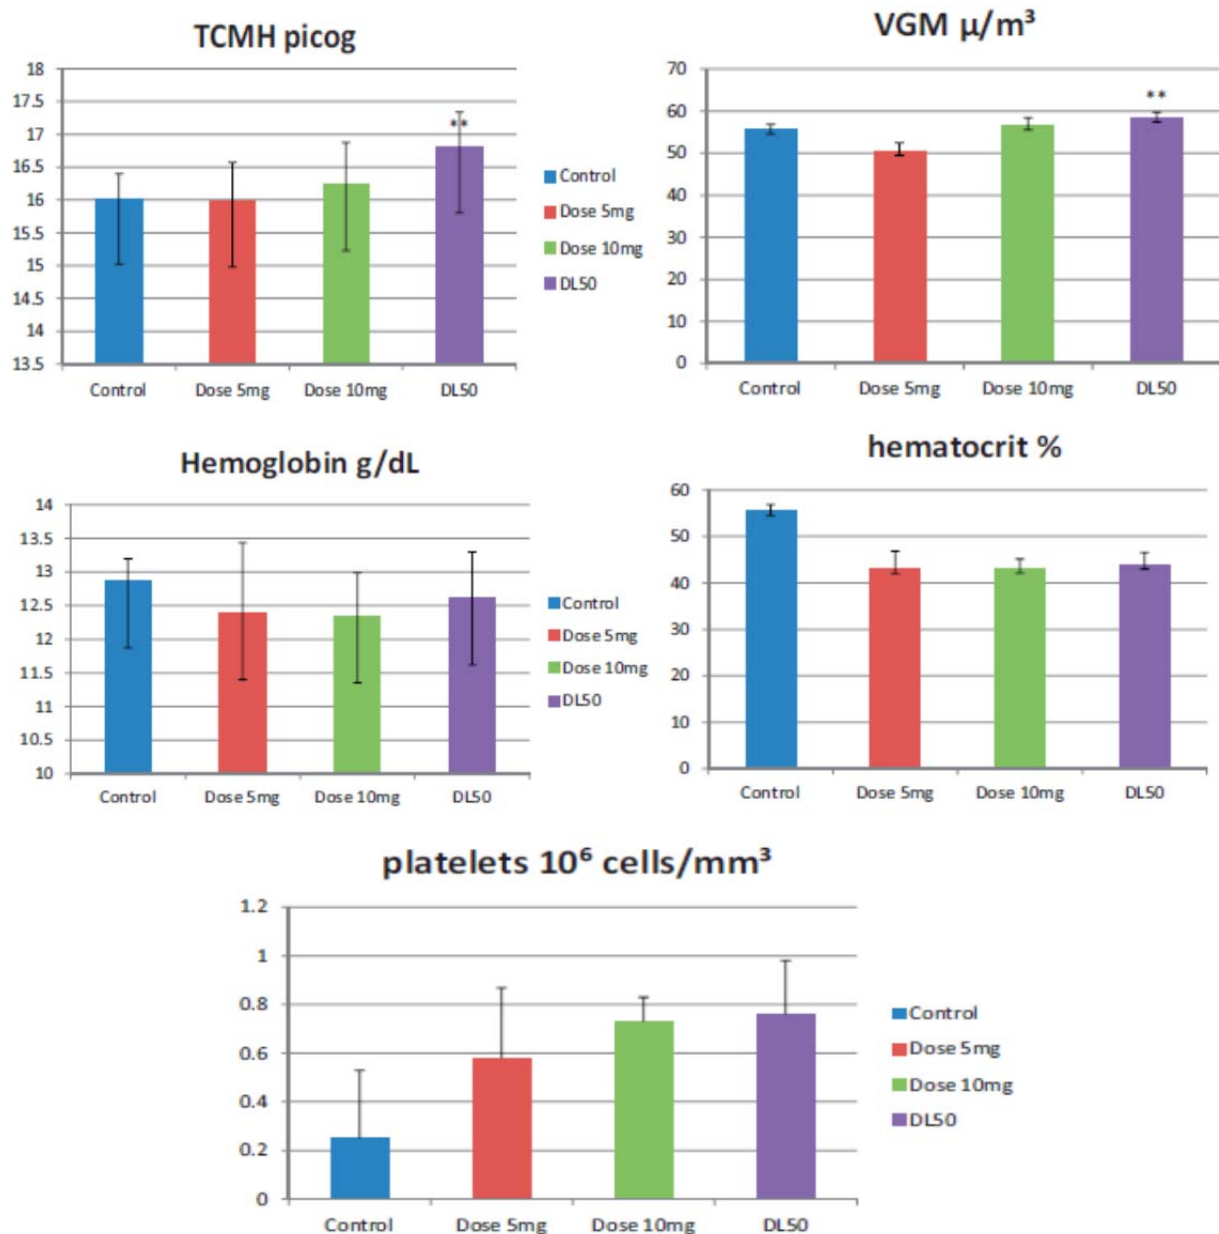 TCMH picog
18
17.5
17
16.5
16
15.5
15
14.5
14
13.5
**
Control
Dose 5mg
Dose 10mg
DL50
Control
Dose 5mg
Dose 10mg
DL50
VGM µ/m³
70
60
50
40
30
20
10
0
**
Control
Dose 5mg
Dose 10mg
DL50
Hemoglobin g/dL
14
13.5
13
12.5
12
11.5
11
10.5
10
Control
Dose 5mg
Dose 10mg
DL50
Control
Dose 5mg
Dose 10mg
DL50
hematocrit %
60
50
40
30
20
10
0
Control
Dose 5mg
Dose 10mg
DL50
platelets 10⁶ cells/mm³
1.2
1
0.8
0.6
0.4
0.2
0
Control
Dose 5mg
Dose 10mg
DL50
Control
Dose 5mg
Dose 10mg
DL50